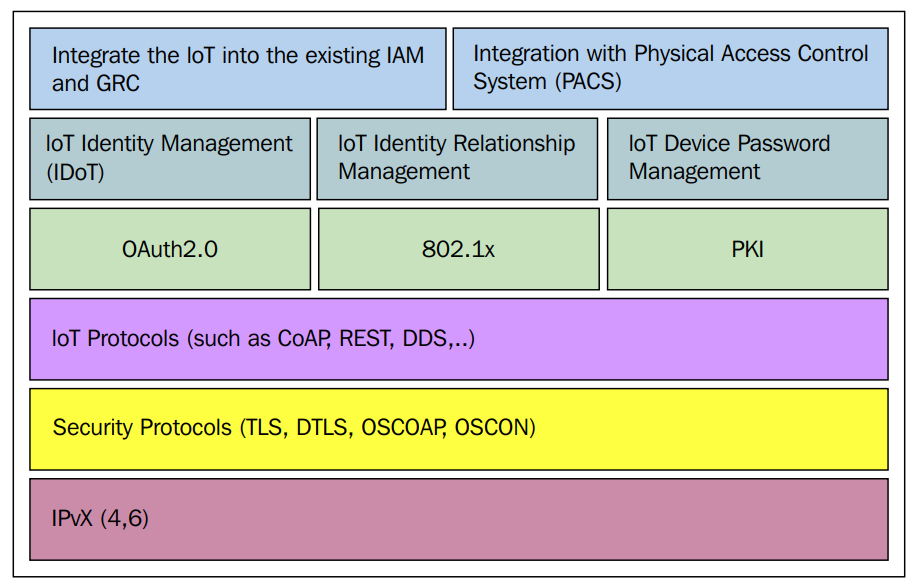 Integrate the IoT into the existing IAM
and GRC
Integration with Physical Access Control
System (PACS)
IoT Identity Management
(IDoT)
IoT Identity Relationship
Management
IoT Device Password
Management
OAuth2.0
802.1x
PKI
IoT Protocols (such as CoAP, REST, DDS,..)
Security Protocols (TLS, DTLS, OSCOAP, OSCON)
IPvX (4,6)